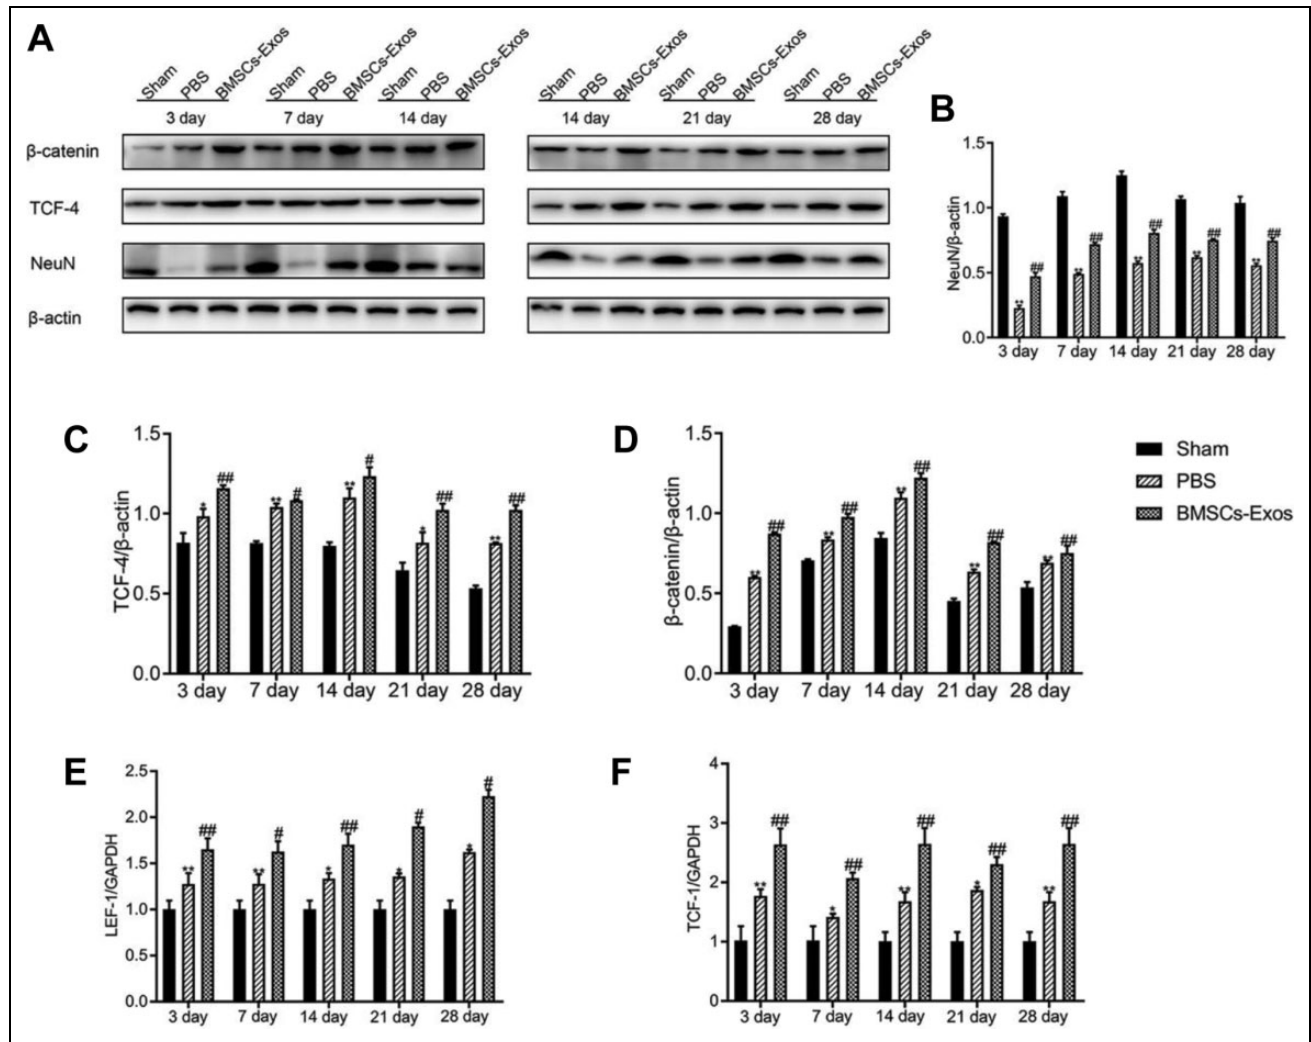 A
Sham PBS BMSCs-Exos Sham PBS BMSCs-Exos Sham PBS BMSCs-Exos Sham PBS BMSCs-Exos Sham PBS BMSCs-Exos Sham PBS BMSCs-Exos
3 day 7 day 14 day 14 day 21 day 28 day
β-catenin
TCF-4
NeuN
β-actin
B
NeuN/β-actin
1.5
1.0
0.5
0.0
** ## ** ## ** ## ** ## ** ##
3 day 7 day 14 day 21 day 28 day
C
TCF-4/β-actin
1.5
1.0
0.5
0.0
* ## ** # ** # * ## ** ##
3 day 7 day 14 day 21 day 28 day
D
β-catenin/β-actin
1.5
1.0
0.5
0.0
** ## ** ## ** ## ** ## ** ##
3 day 7 day 14 day 21 day 28 day
Sham
PBS
BMSCs-Exos
E
LEF-1/GAPDH
2.5
2.0
1.5
1.0
0.5
0.0
** ## ** # * ## * # * #
3 day 7 day 14 day 21 day 28 day
F
TCF-1/GAPDH
4
3
2
1
0
** ## * ## ** ## * ## ** ##
3 day 7 day 14 day 21 day 28 day